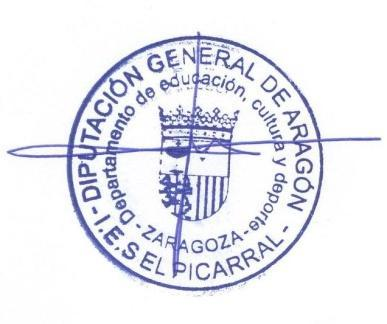 DIPUTACIÓN GENERAL DE ARAGÓN
- Departamento de educación, cultura y deporte -
ZARAGOZA
- I.E.S EL PICARRAL -